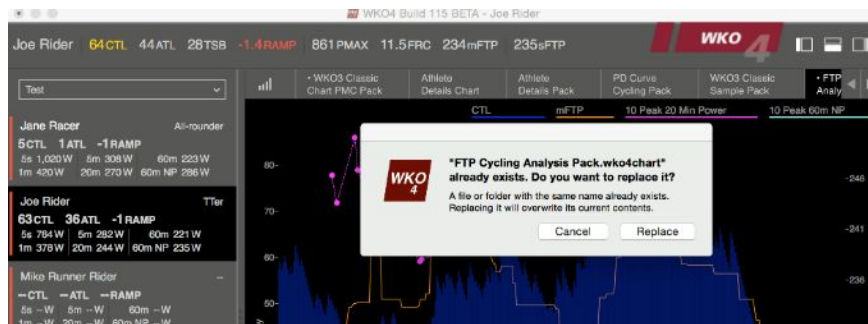 WKO4 Build 115 BETA - Joe Rider
Joe Rider 64CTL 44ATL 28TSB -1.4RAMP 861PMAX 11.5FRC 234mFTP 235sFTP
WKO 4
Test
• WKO3 Classic
Chart PMC Pack
Athlete
Details Chart
Athlete
Details Pack
PD Curve
Cycling Pack
WKO3 Classic
Sample Pack
• FTP
Analy
CTL mFTP 10 Peak 20 Min Power 10 Peak 60m NP
Jane Racer All-rounder
5CTL 1ATL -1RAMP
5s 1,020W 5m 308W 60m 223W
1m 420W 20m 270W 60m NP 286W
Joe Rider TTer
63CTL 36ATL -1RAMP
5s 784W 5m 282W 60m 221W
1m 378W 20m 244W 60m NP 235W
Mike Runner Rider –
--CTL --ATL --RAMP
5s --W 5m --W 60m --W
1m --W 20m --W 60m NP --W
80-
70-
60-
50-
-246
-241
-236
WKO
4
"FTP Cycling Analysis Pack.wko4chart"
already exists. Do you want to replace it?
A file or folder with the same name already exists.
Replacing it will overwrite its current contents.
Cancel Replace